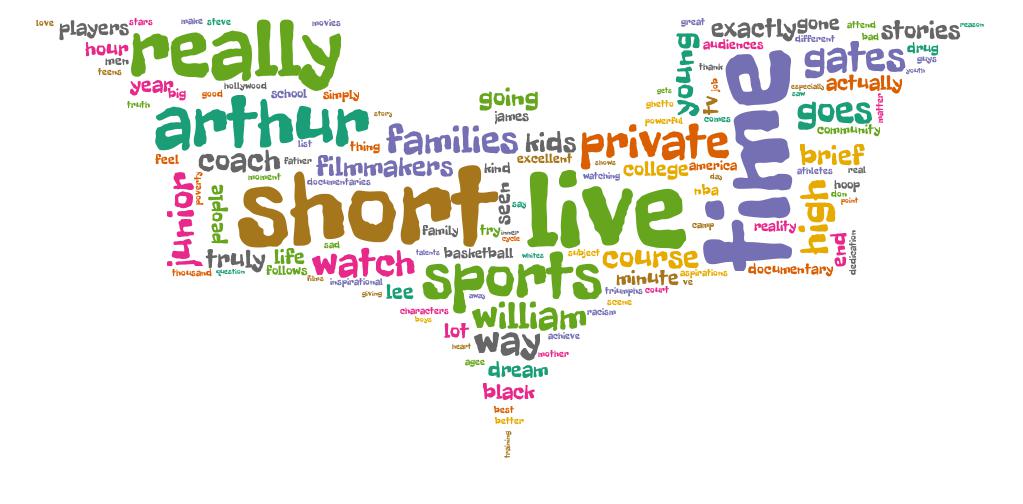 love
players
stars
make
steve
movies
really
hour
men
teens
year
big
good
hollywood
school
simply
truth
arthur
story
list
thing
feel
coach
father
filmmakers
families
going
james
kids
kind
excellent
moment
documentaries
junior
poverty
people
short
seen
say
live
family
try
inner
cycle
truly
life
sad
follows
thousand
question
films
watch
inspirational
talents
basketball
whites
giving
lee
sports
away
subject
course
minute
ve
aspirations
triumphs
court
scene
characters
boys
william
racism
lot
way
achieve
heart
mother
agee
dream
black
best
better
training
great
exactly
gone
attend
bad
stories
reason
young
audiences
different
drug
guys
thank
time
gates
youth
gets
tv
job
especially
actually
saw
ghetto
powerful
comes
goes
matter
community
private
shows
watching
college
america
day
brief
athletes
real
nba
high
hoop
don
point
camp
reality
end
dedication
documentary